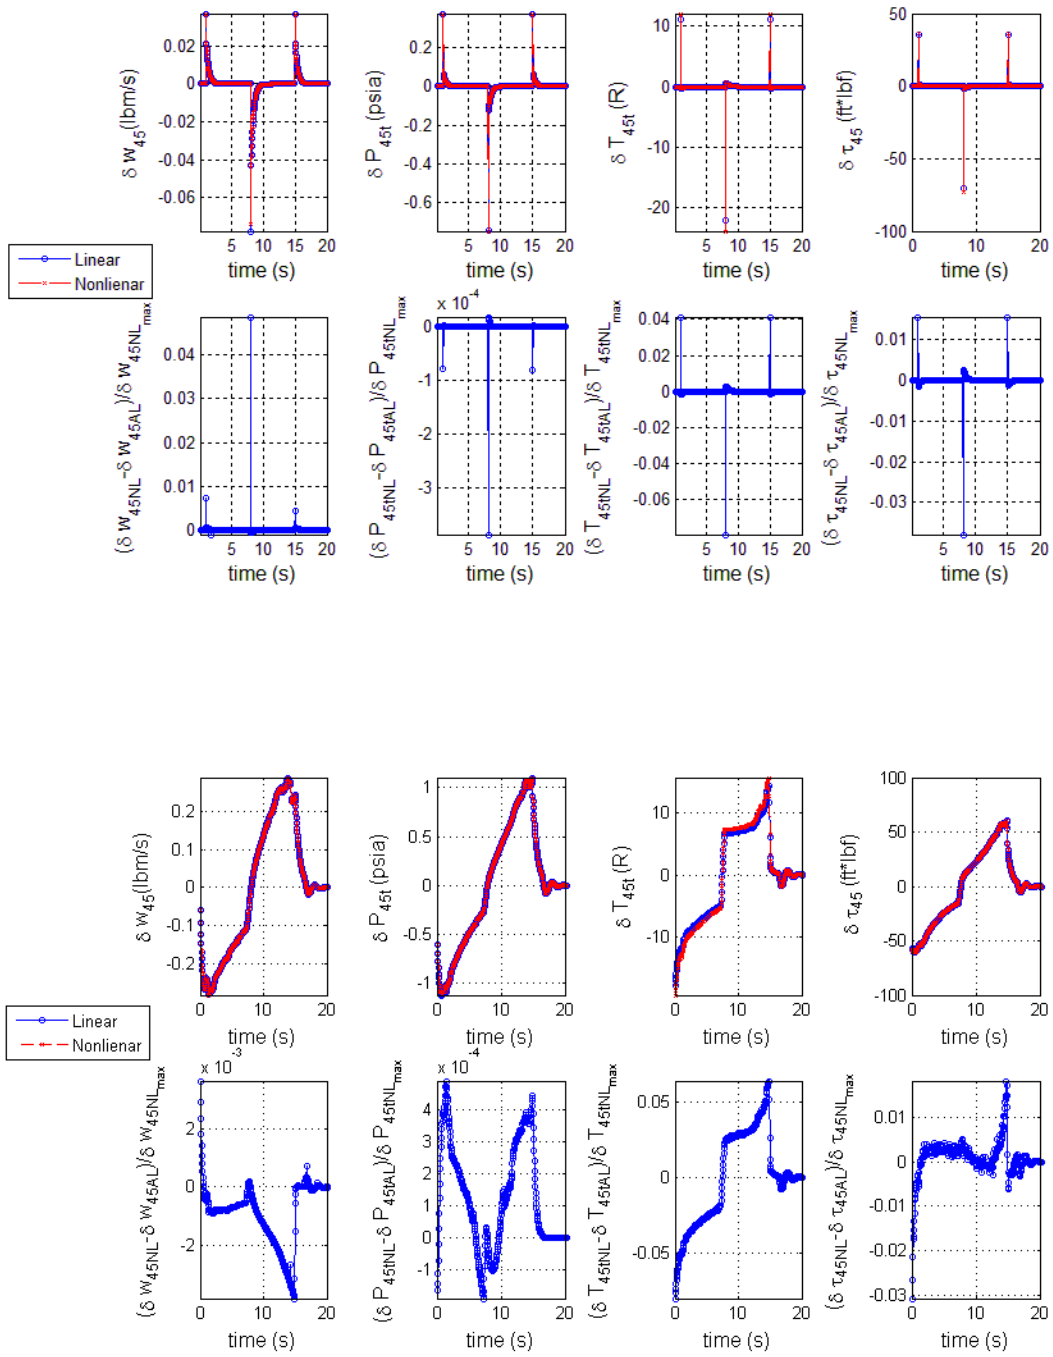 δ w45(lbm/s)
0.02
0
-0.02
-0.04
-0.06
5 10 15 20
time (s)
δ P45t (psia)
0.2
0
-0.2
-0.4
-0.6
5 10 15 20
time (s)
δ T45t (R)
10
0
-10
-20
5 10 15 20
time (s)
δ τ45 (ft*lbf)
50
0
-50
-100
0 10 20
time (s)
Linear
Nonlienar
(δ w45NL-δ w45AL)/δ w45NLmax
0.04
0.03
0.02
0.01
0
5 10 15 20
time (s)
(δ P45tNL-δ P45tAL)/δ P45tNLmax
x 10-4
0
-1
-2
-3
5 10 15 20
time (s)
(δ T45tNL-δ T45tAL)/δ T45tNLmax
0.04
0.02
0
-0.02
-0.04
-0.06
5 10 15 20
time (s)
(δ τ45NL-δ τ45AL)/δ τ45NLmax
0.01
0
-0.01
-0.02
-0.03
5 10 15 20
time (s)
δ w45(lbm/s)
0.2
0.1
0
-0.1
-0.2
0 10 20
time (s)
δ P45t (psia)
1
0.5
0
-0.5
-1
0 10 20
time (s)
δ T45t (R)
10
0
-10
0 10 20
time (s)
δ τ45 (ft*lbf)
100
50
0
-50
-100
0 10 20
time (s)
Linear
Nonlienar
(δ w45NL-δ w45AL)/δ w45NLmax
x 10-3
2
0
-2
0 10 20
time (s)
(δ P45tNL-δ P45tAL)/δ P45tNLmax
x 10-4
4
3
2
1
0
-1
0 10 20
time (s)
(δ T45tNL-δ T45tAL)/δ T45tNLmax
0.05
0
-0.05
0 10 20
time (s)
(δ τ45NL-δ τ45AL)/δ τ45NLmax
0.01
0
-0.01
-0.02
-0.03
0 10 20
time (s)